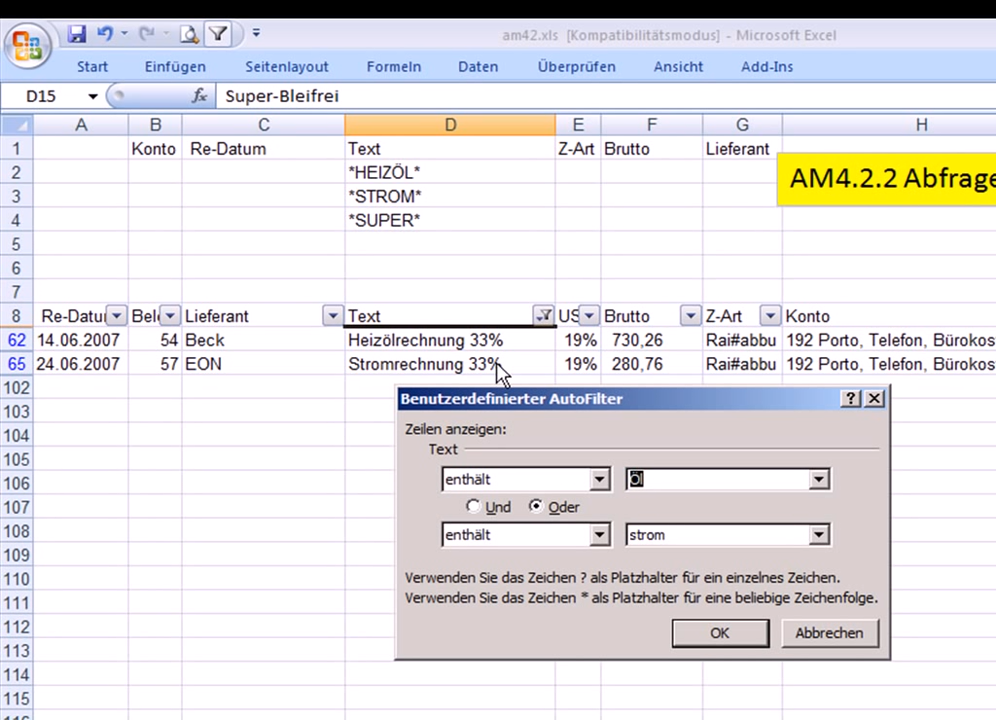 am42.xls [Kompatibilitätsmodus] - Microsoft Excel
Start Einfügen Seitenlayout Formeln Daten Überprüfen Ansicht Add-Ins
D15 fx Super-Bleifrei
A B C D E F G H
1 Konto Re-Datum Text Z-Art Brutto Lieferant
2 *HEIZÖL*
AM4.2.2 Abfrage
3 *STROM*
4 *SUPER*
5
6
7
8 Re-Datu Bel Lieferant Text US Brutto Z-Art Konto
62 14.06.2007 54 Beck Heizölrechnung 33% 19% 730,26 Rai#abbu 192 Porto, Telefon, Bürokos
65 24.06.2007 57 EON Stromrechnung 33% 19% 280,76 Rai#abbu 192 Porto, Telefon, Bürokos
102
Benutzerdefinierter AutoFilter ?
103
Zeilen anzeigen:
104
Text
105
106
enthält Öl
107
Und Oder
108
enthält strom
109
110
Verwenden Sie das Zeichen ? als Platzhalter für ein einzelnes Zeichen.
111
Verwenden Sie das Zeichen * als Platzhalter für eine beliebige Zeichenfolge.
112
OK Abbrechen
113
114
115